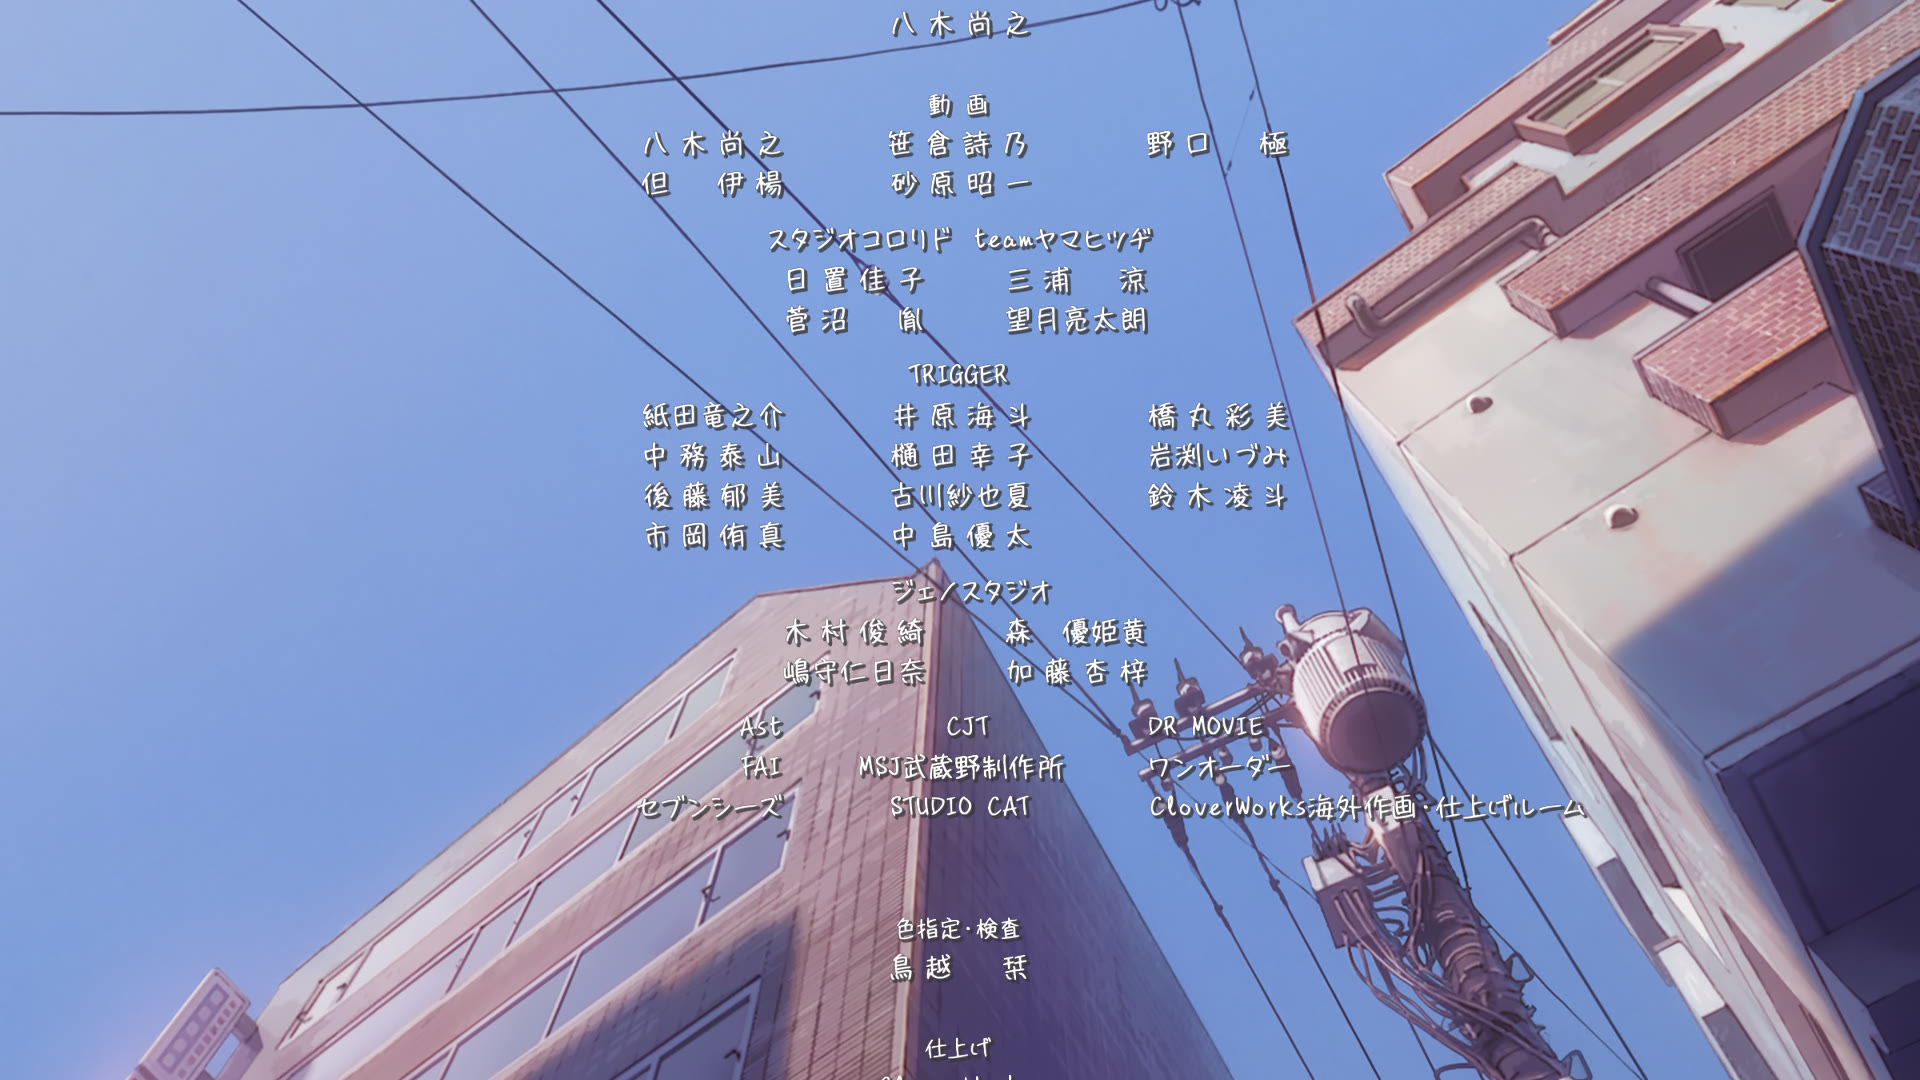 八木尚之
動画
八木尚之 笹倉詩乃 野口 極
但 伊楊 砂原昭一
スタジオコロリド teamヤマヒツヂ
日置佳子 三浦 涼
菅沼 胤 望月亮太朗
TRIGGER
紙田竜之介 井原海斗 橋丸彩美
中務泰山 樋田幸子 岩渕いづみ
後藤郁美 古川紗也夏 鈴木凌斗
市岡侑真 中島優太
ジェノスタジオ
木村俊綺 森 優姫黄
嶋守仁日奈 加藤杏梓
Ast CJT DR MOVIE
FAI MSJ武蔵野制作所 ワンオーダー
セブンシーズ STUDIO CAT CloverWorks海外作画・仕上げルーム
色指定・検査
鳥越 栞
仕上げ